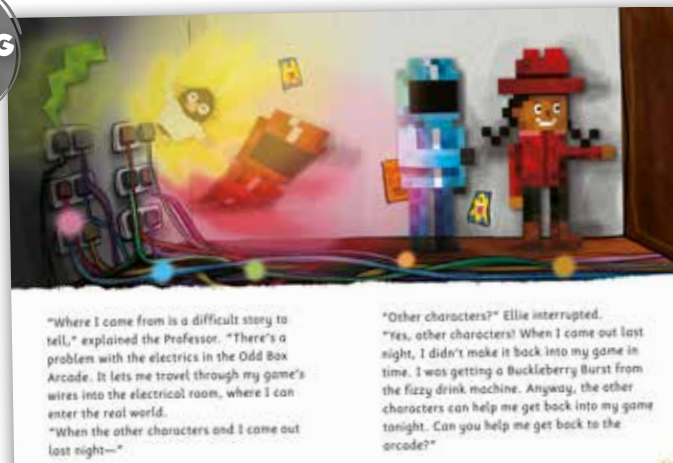 G
"Where I came from is a difficult story to
tell," explained the Professor. "There's a
problem with the electrics in the Odd Box
Arcade. It lets me travel through my game's
wires into the electrical room, where I can
enter the real world.
"When the other characters and I came out
last night—"
"Other characters?" Ellie interrupted.
"Yes, other characters! When I came out last
night, I didn't make it back into my game in
time. I was getting a Buckleberry Burst from
the fizzy drink machine. Anyway, the other
characters can help me get back into my game
tonight. Can you help me get back to the
arcade?"